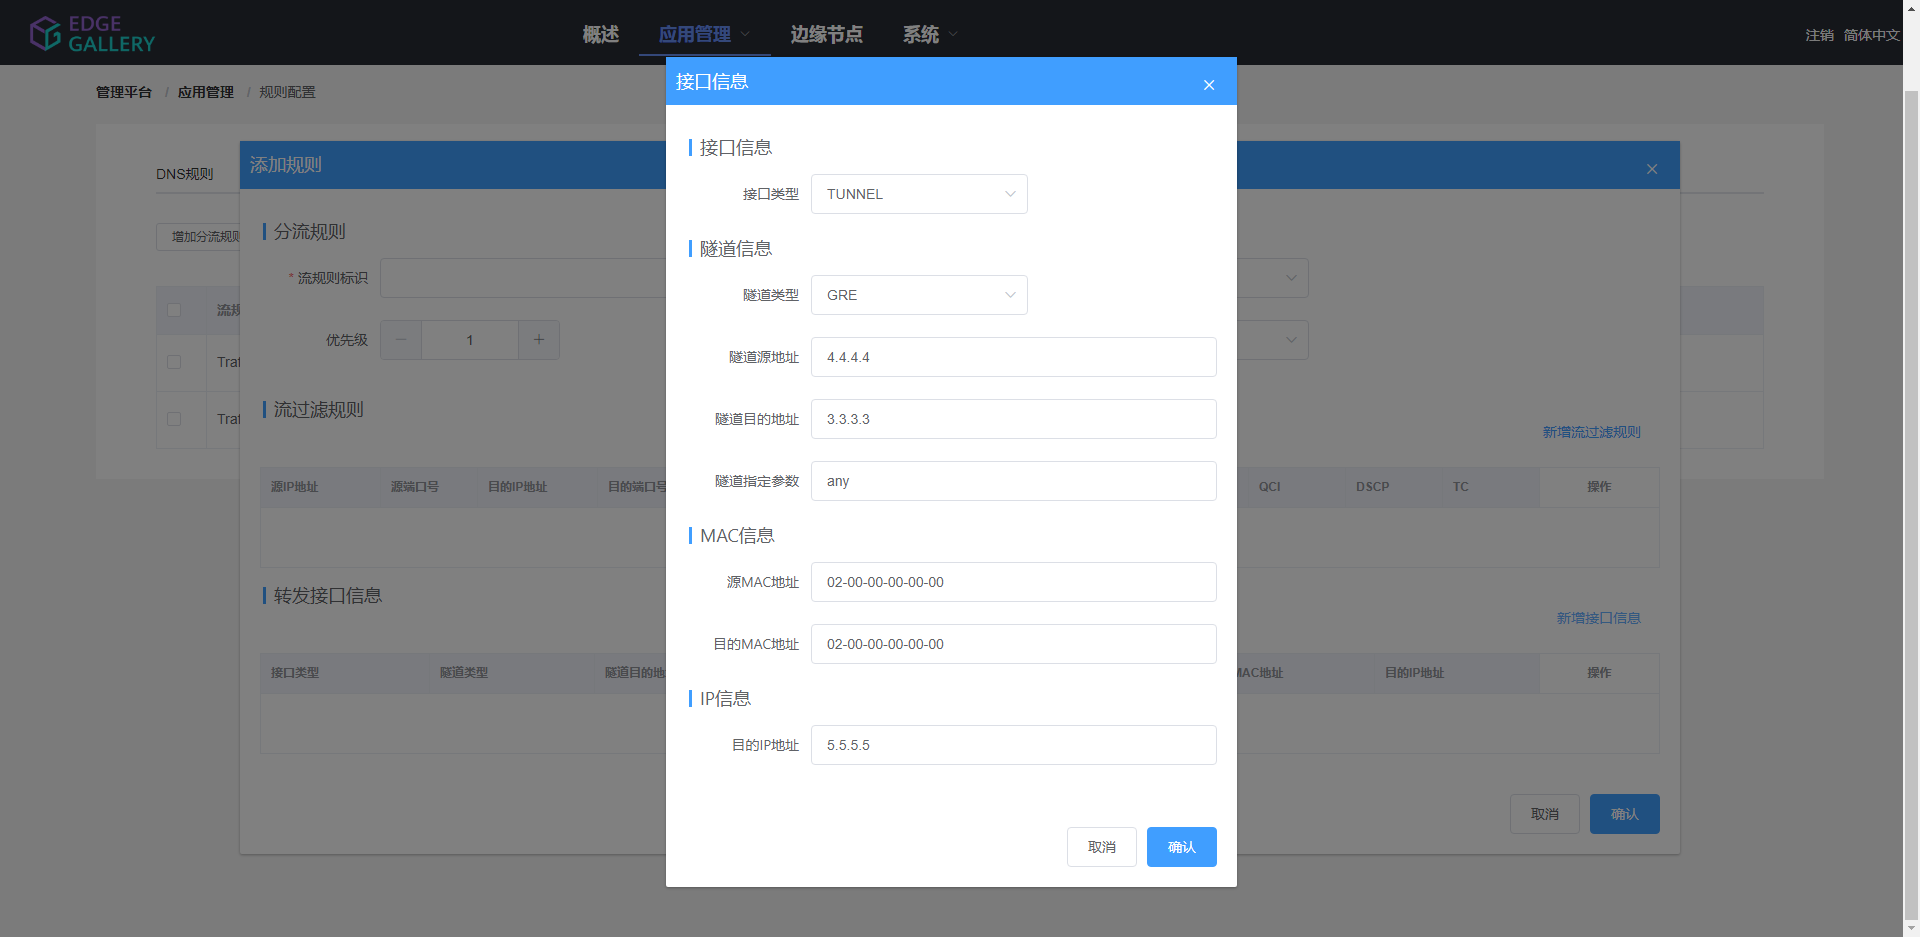 EDGE
GALLERY
概述
应用管理
边缘节点
系统
注销 简体中文
管理平台 / 应用管理 / 规则配置
接口信息
添加规则
DNS规则
增加分流规则
分流规则
* 流规则标识
优先级
1
流过滤规则
新增流过滤规则
源IP地址 源端口号 目的IP地址 目的端口号 QCI DSCP TC 操作
转发接口信息
新增接口信息
接口类型 隧道类型 隧道目的地 MAC地址 目的IP地址 操作
取消 确认
流规
Traf
Traf
接口信息
接口类型 TUNNEL
隧道信息
隧道类型 GRE
隧道源地址 4.4.4.4
隧道目的地址 3.3.3.3
隧道指定参数 any
MAC信息
源MAC地址 02-00-00-00-00-00
目的MAC地址 02-00-00-00-00-00
IP信息
目的IP地址 5.5.5.5
取消 确认